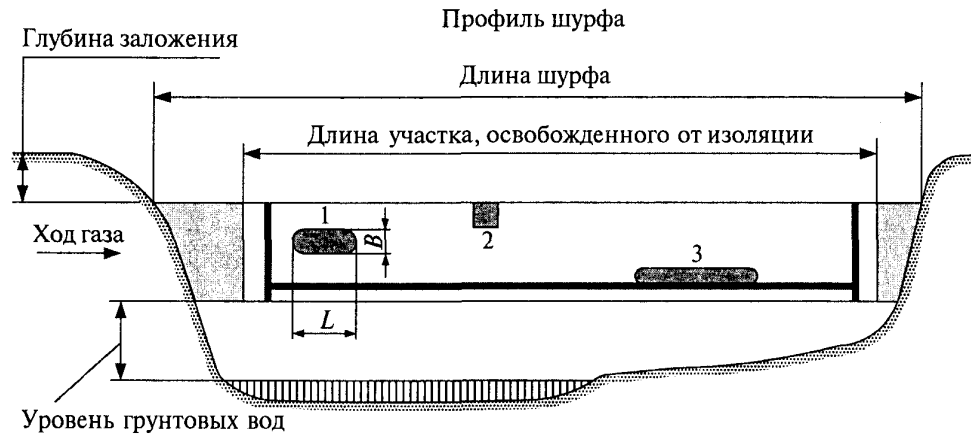 Профиль шурфа
Глубина заложения
Длина шурфа
Длина участка, освобожденного от изоляции
Ход газа
1
B
2
3
L
Уровень грунтовых вод